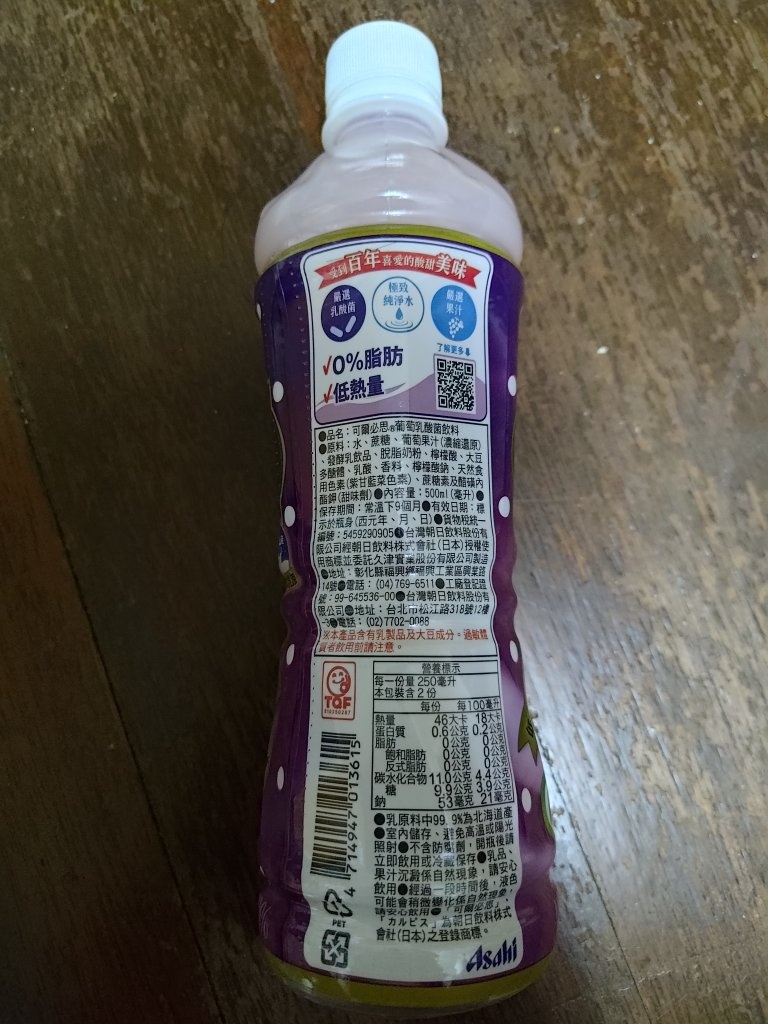 受到百年喜愛的酸甜美味
嚴選
乳酸菌
極致
純淨水
嚴選
果汁
了解更多
✓0%脂肪
✓低熱量
●品名：可爾必思®葡萄乳酸菌飲料
●原料：水、蔗糖、葡萄果汁(濃縮還原)
、發酵乳飲品、脫脂奶粉、檸檬酸、大豆
多醣體、乳酸、香料、檸檬酸鈉、天然食
用色素(紫甘藍菜色素)、蔗糖素及醋磺內
酯鉀(甜味劑)●內容量：500ml(毫升)●
保存期間：常溫下9個月●有效日期：標
示於瓶身(西元年、月、日)●貨物稅統一
編號：5459290905●台灣朝日飲料股份有
限公司經朝日飲料株式會社(日本)授權使
用商標並委託久津實業股份有限公司製造
●地址：彰化縣福興鄉福興工業區興業路
14號●電話：(04)769-6511●工廠登記證
號：99-645536-00●台灣朝日飲料股份有
限公司●地址：台北市松江路318號12樓
-3●電話：(02)7702-0088
※本產品含有乳製品及大豆成分。過敏體
質者飲用前請注意。
TQF
營養標示
每一份量 250毫升
本包裝含 2 份
每份 每100毫升
熱量 46大卡 18大卡
蛋白質 0.6公克 0.2公克
脂肪 0公克 0公克
飽和脂肪 0公克 0公克
反式脂肪 0公克 0公克
碳水化合物 11.0公克 4.4公克
糖 9.9公克 3.9公克
鈉 53毫克 21毫克
4 714947 013615
●乳原料中99.9%為北海道產
●室內儲存、避免高溫或陽光
照射●不含防腐劑，開瓶後請
立即飲用或冷藏保存●乳品、
果汁沉澱係自然現象，請安心
飲用●經過一段時間後，液色
可能會稍微變化係自然現象，
請安心飲用●「可爾必思」、
「カルピス」為朝日飲料株式
會社(日本)之登錄商標。
PET
Asahi